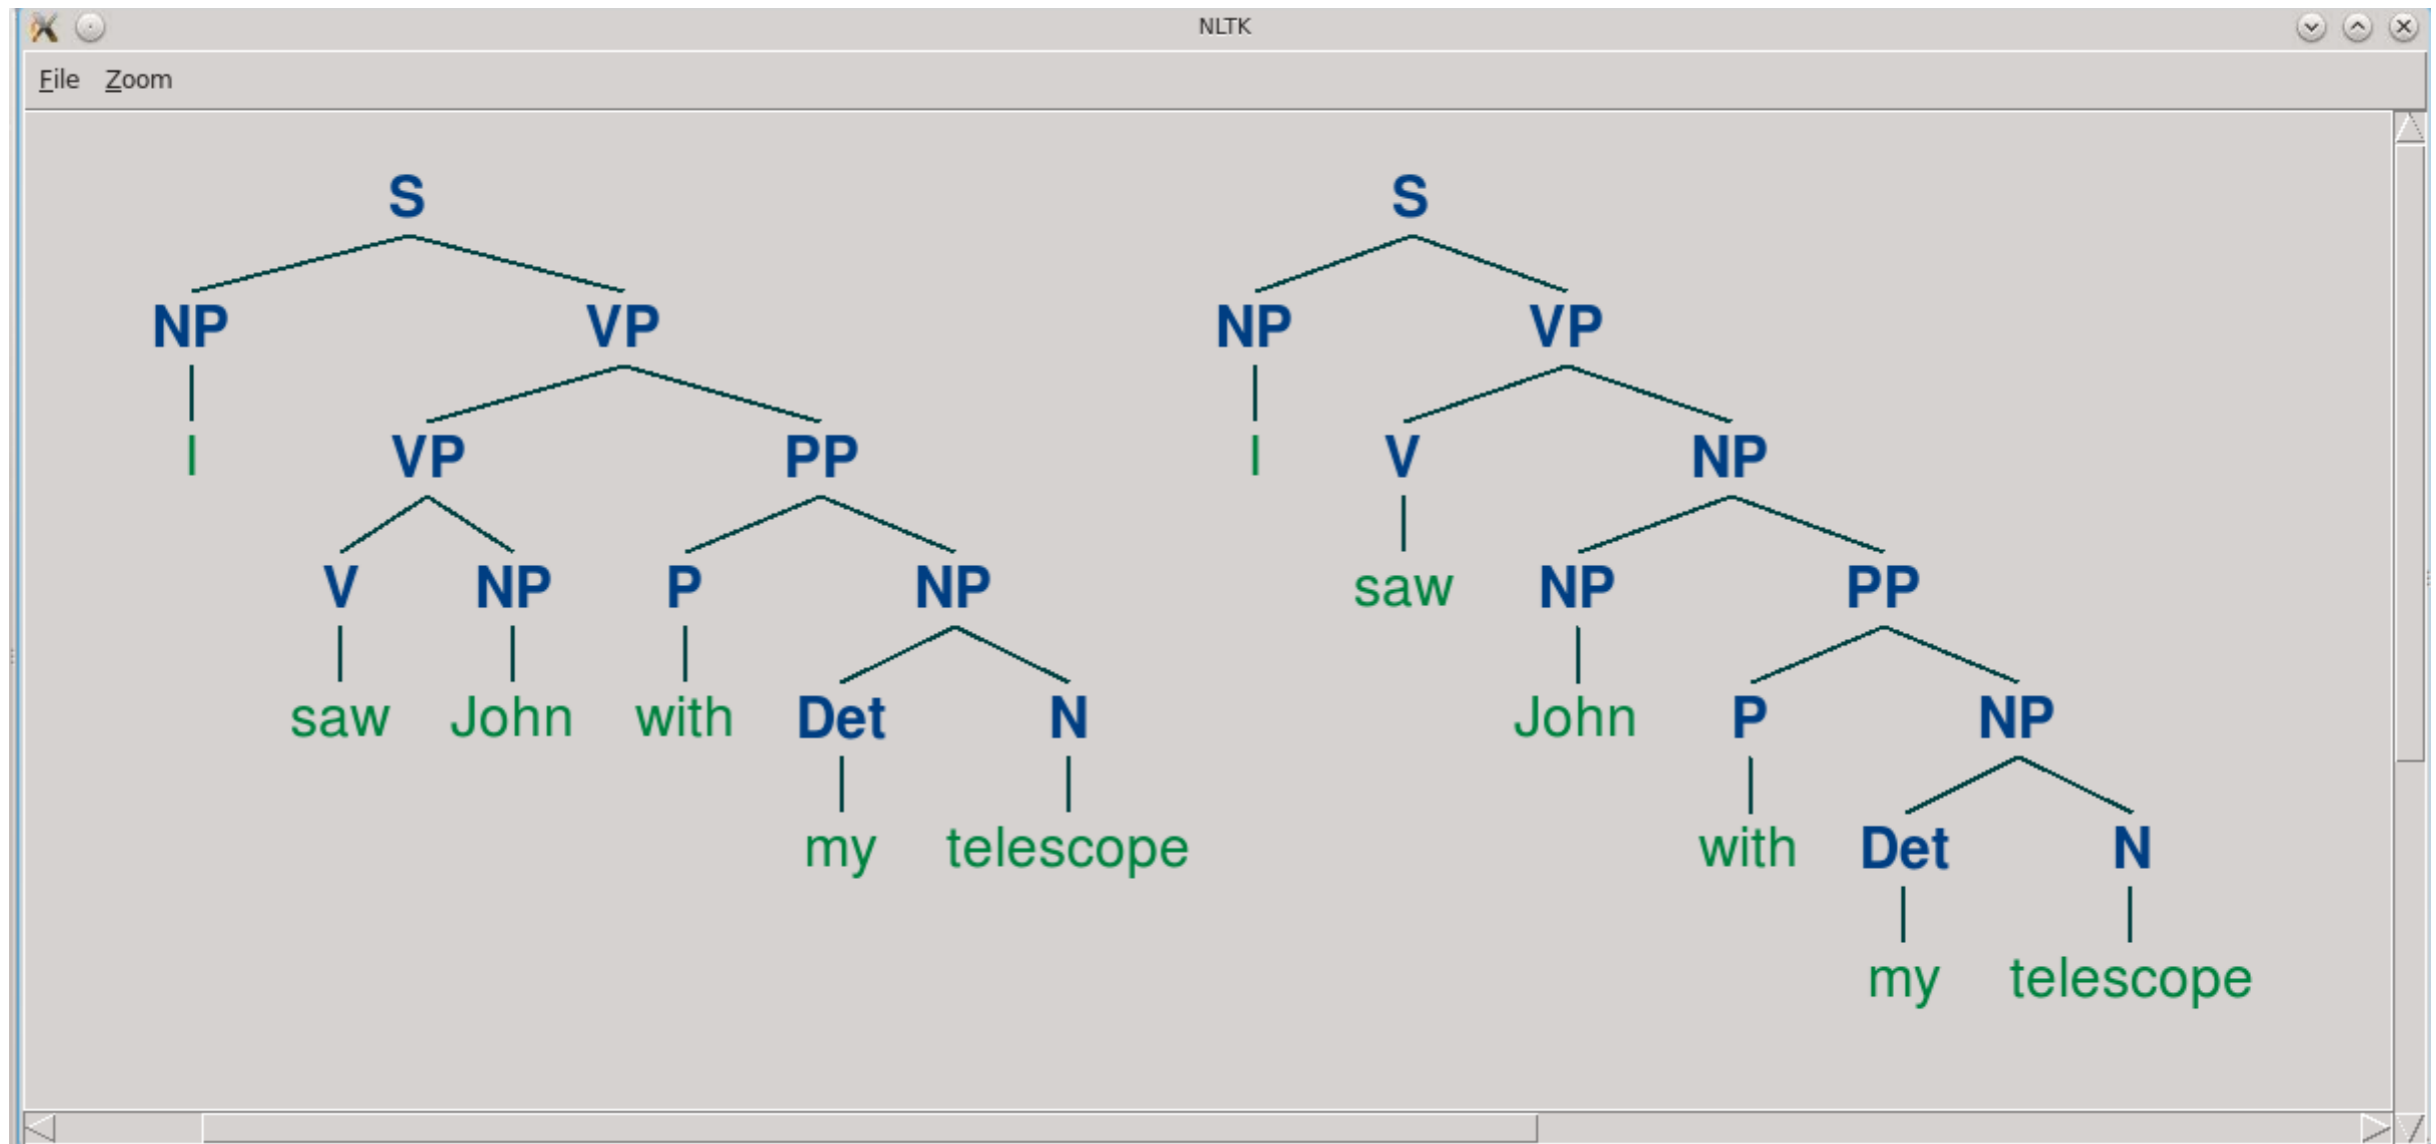 NLTK
File Zoom
S S
NP VP NP VP
I VP PP I V NP
V NP P NP saw NP PP
saw John with Det N John P NP
my telescope with Det N
my telescope